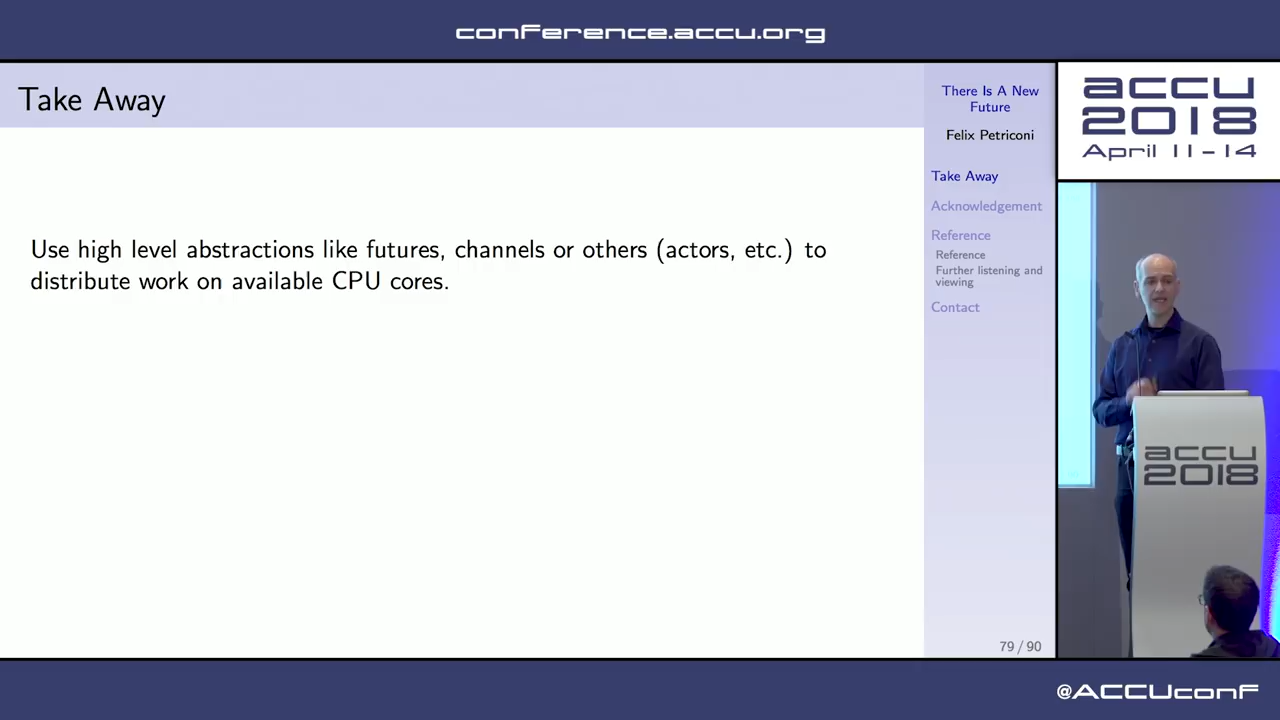 conference.accu.org
Take Away
Use high level abstractions like futures, channels or others (actors, etc.) to
distribute work on available CPU cores.
There Is A New
Future
Felix Petriconi
Take Away
Acknowledgement
Reference
Reference
Further listening and
viewing
Contact
79 / 90
accu
2018
April 11-14
accu
2018
@ACCUconf